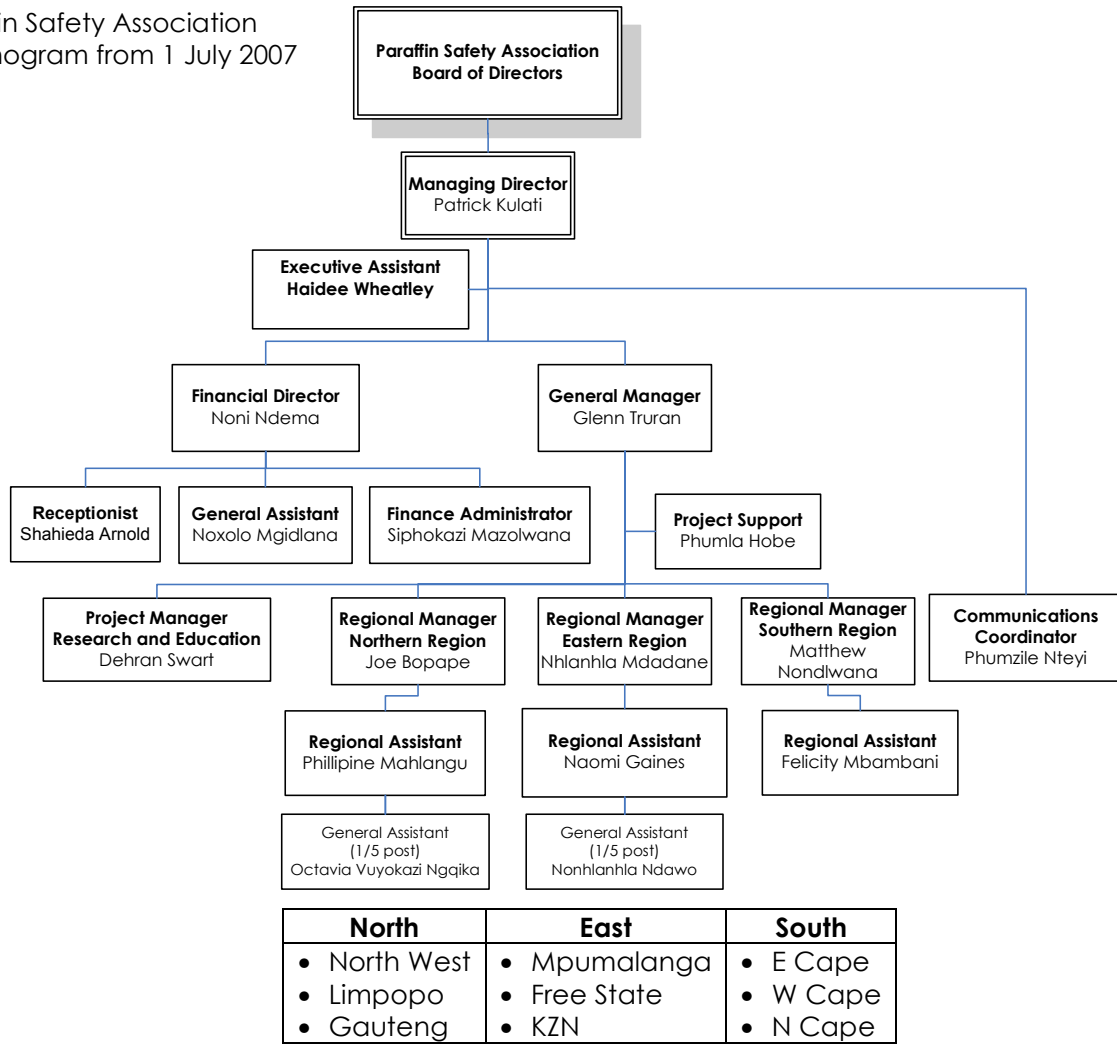 in Safety Association
nogram from 1 July 2007
Paraffin Safety Association
Board of Directors
Managing Director
Patrick Kulati
Executive Assistant
Haidee Wheatley
Financial Director
Noni Ndema
General Manager
Glenn Truran
Receptionist
Shahieda Arnold
General Assistant
Noxolo Mgidlana
Finance Administrator
Siphokazi Mazolwana
Project Support
Phumla Hobe
Project Manager
Research and Education
Dehran Swart
Regional Manager
Northern Region
Joe Bopape
Regional Manager
Eastern Region
Nhlanhla Mdadane
Regional Manager
Southern Region
Matthew
Nondlwana
Communications
Coordinator
Phumzile Nteyi
Regional Assistant
Phillipine Mahlangu
Regional Assistant
Naomi Gaines
Regional Assistant
Felicity Mbambani
General Assistant
(1/5 post)
Octavia Vuyokazi Ngqika
General Assistant
(1/5 post)
Nonhlanhla Ndawo
North East South
• North West • Mpumalanga • E Cape
• Limpopo • Free State • W Cape
• Gauteng • KZN • N Cape